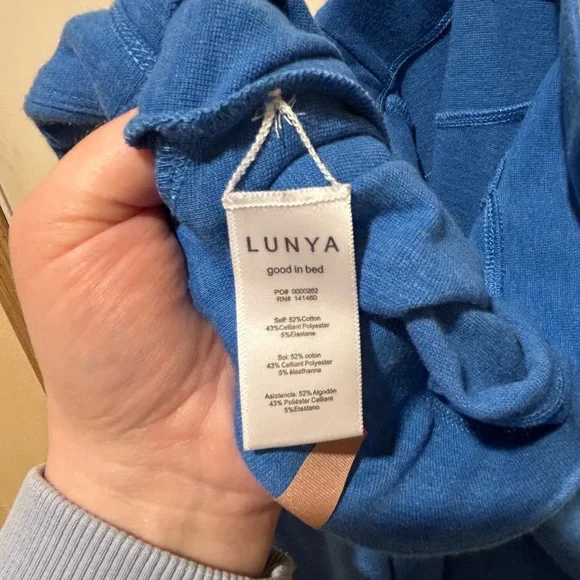 LUNYA
good in bed
PO# 0000262
RN# 141460
Self: 52%Cotton
43%Celliant Polyester
5%Elastane
Soi: 52% coton
43% Celliant Polyester
5% élasthanne
Asistencia: 52% Algodón
43% Poliéster Celliant
5%Elastano